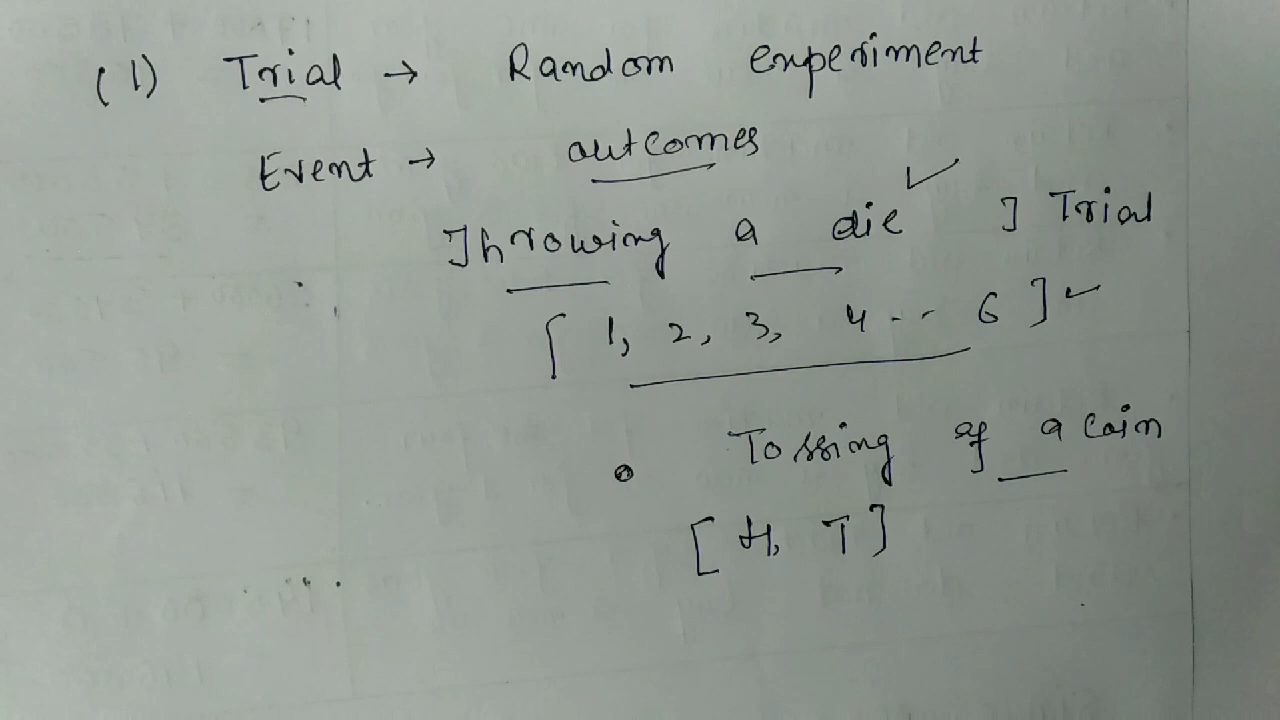 (1) Trial → Random experiment
Event → outcomes
Throwing a die ✓ ] Trial
[ 1, 2, 3, 4 -- 6 ] ✓
• Tossing of a coin
[ H, T ]